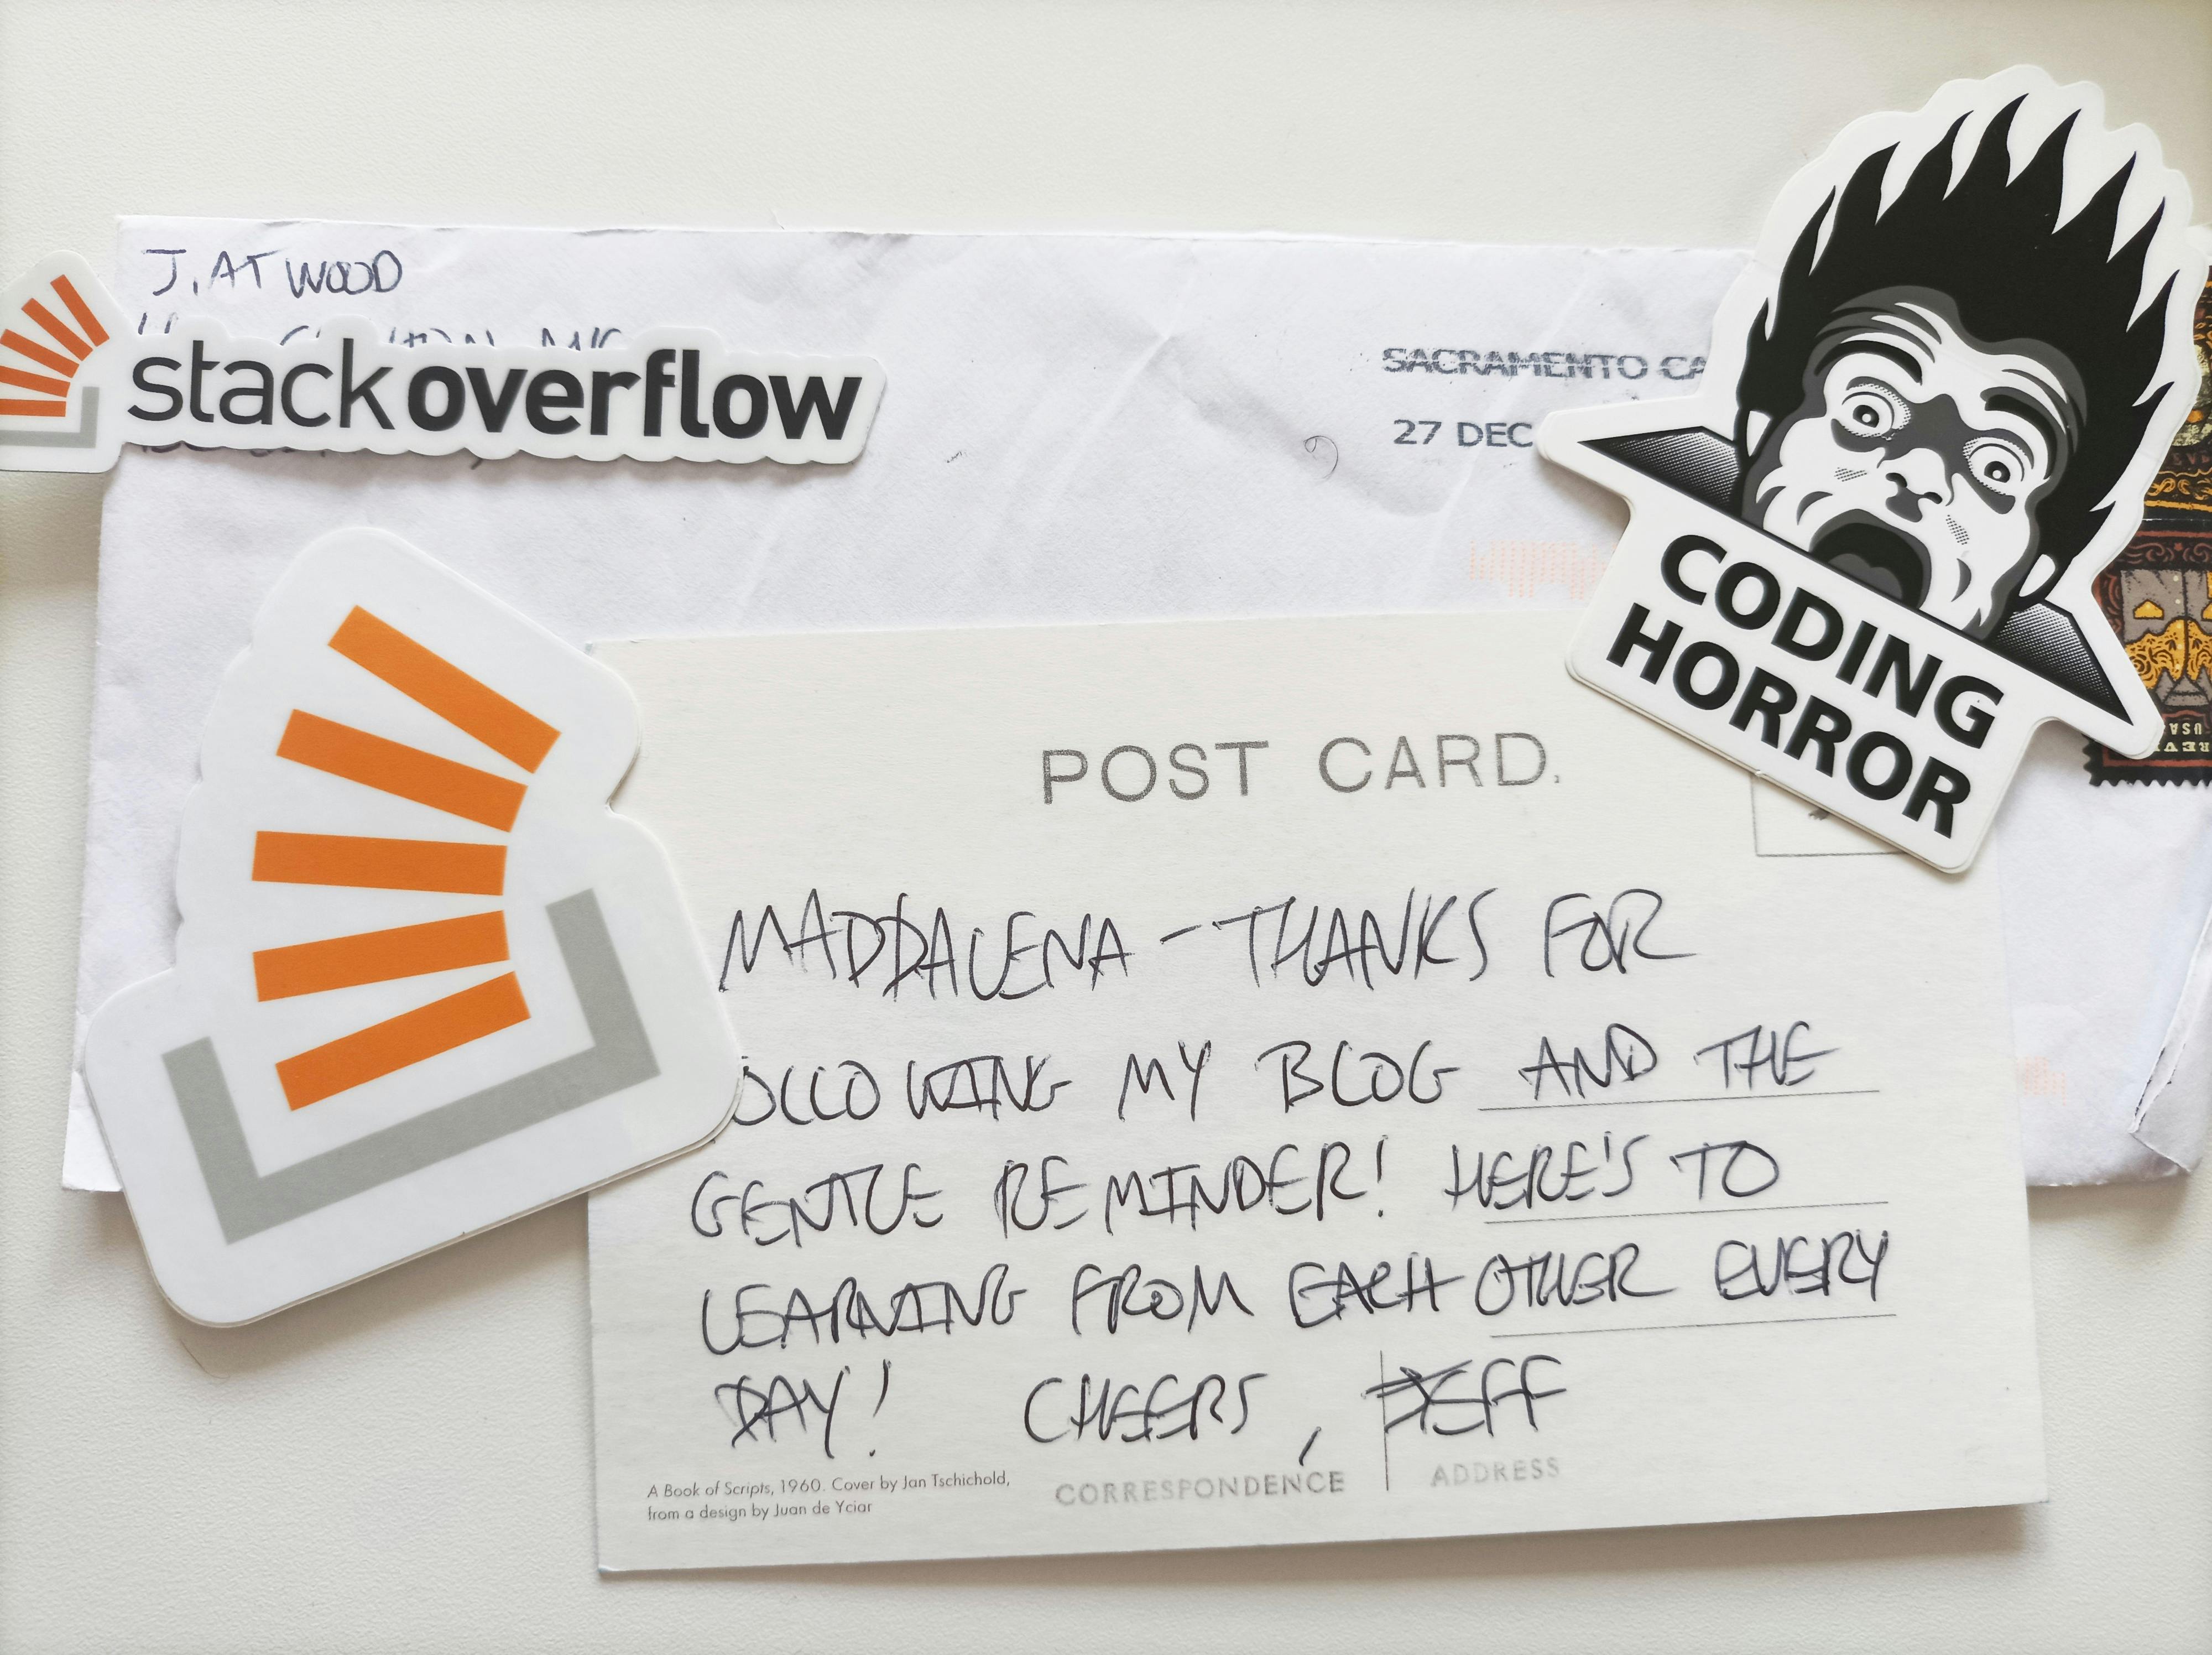 J. ATWOOD
stackoverflow
SACRAMENTO CA
27 DEC
CODING
HORROR
POST CARD.
MADDALENA - THANKS FOR
OLLOWING MY BLOG AND THE
GENTLE REMINDER! HERE'S TO
LEARNING FROM EACH OTHER EVERY
DAY! CHEERS, JEFF
A Book of Scripts, 1960. Cover by Jan Tschichold,
from a design by Juan de Yciar
CORRESPONDENCE
ADDRESS
USA